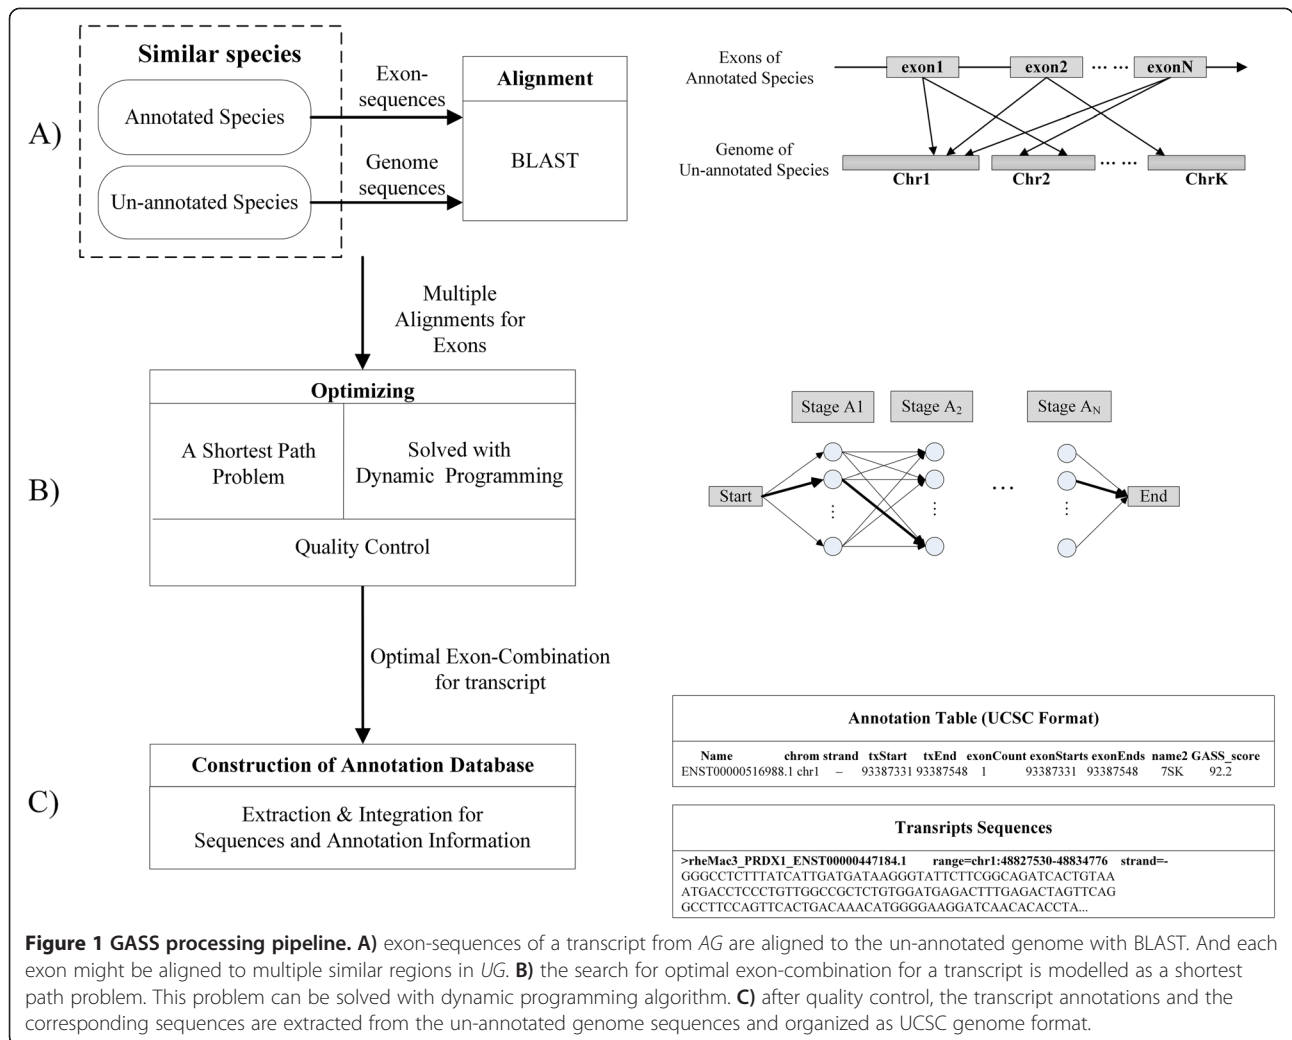 A)
Similar species
Annotated Species
Un-annotated Species
Exon-
sequences
Genome
sequences
Alignment
BLAST
Exons of
Annotated Species
exon1
exon2
... ...
exonN
Genome of
Un-annotated Species
Chr1
Chr2
... ...
ChrK
Multiple
Alignments for
Exons
B)
Optimizing
A Shortest Path
Problem
Solved with
Dynamic Programming
Quality Control
Stage A1
Stage A2
Stage AN
Start
...
End
Optimal Exon-Combination
for transcript
C)
Construction of Annotation Database
Extraction & Integration for
Sequences and Annotation Information
Annotation Table (UCSC Format)
Name chrom strand txStart txEnd exonCount exonStarts exonEnds name2 GASS_score
ENST00000516988.1 chr1 – 93387331 93387548 1 93387331 93387548 7SK 92.2
Transripts Sequences
>rheMac3_PRDX1_ENST00000447184.1 range=chr1:48827530-48834776 strand=-
GGGCCTCTTTATCATTGATGATAAGGGTATTCTTCGGCAGATCACTGTAA
ATGACCTCCCTGTTGGCCGCTCTGTGGATGAGACTTTGAGACTAGTTCAG
GCCTTCCAGTTCACTGACAAACATGGGGAAGGATCAACACACCTA...
Figure 1 GASS processing pipeline. A) exon-sequences of a transcript from AG are aligned to the un-annotated genome with BLAST. And each
exon might be aligned to multiple similar regions in UG. B) the search for optimal exon-combination for a transcript is modelled as a shortest
path problem. This problem can be solved with dynamic programming algorithm. C) after quality control, the transcript annotations and the
corresponding sequences are extracted from the un-annotated genome sequences and organized as UCSC genome format.